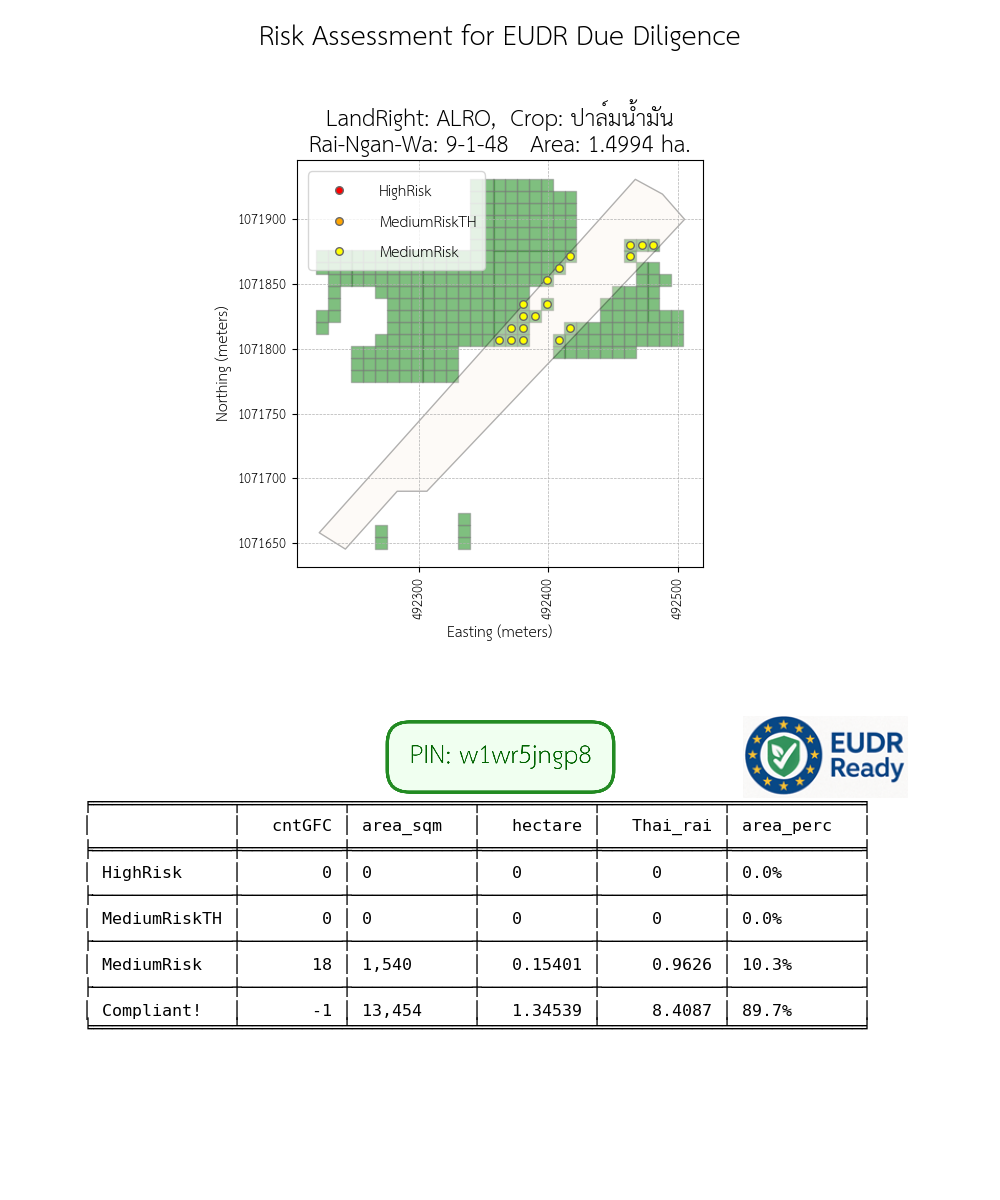 Risk Assessment for EUDR Due Diligence
LandRight: ALRO,  Crop: ปาล์มน้ำมัน
Rai-Ngan-Wa: 9-1-48   Area: 1.4994 ha.
HighRisk
MediumRiskTH
MediumRisk
1071900
1071850
1071800
1071750
1071700
1071650
Northing (meters)
492300
492400
492500
Easting (meters)
PIN: w1wr5jngp8
EUDR
Ready
cntGFC area_sqm hectare Thai_rai area_perc
HighRisk 0 0 0 0 0.0%
MediumRiskTH 0 0 0 0 0.0%
MediumRisk 18 1,540 0.15401 0.9626 10.3%
Compliant! -1 13,454 1.34539 8.4087 89.7%